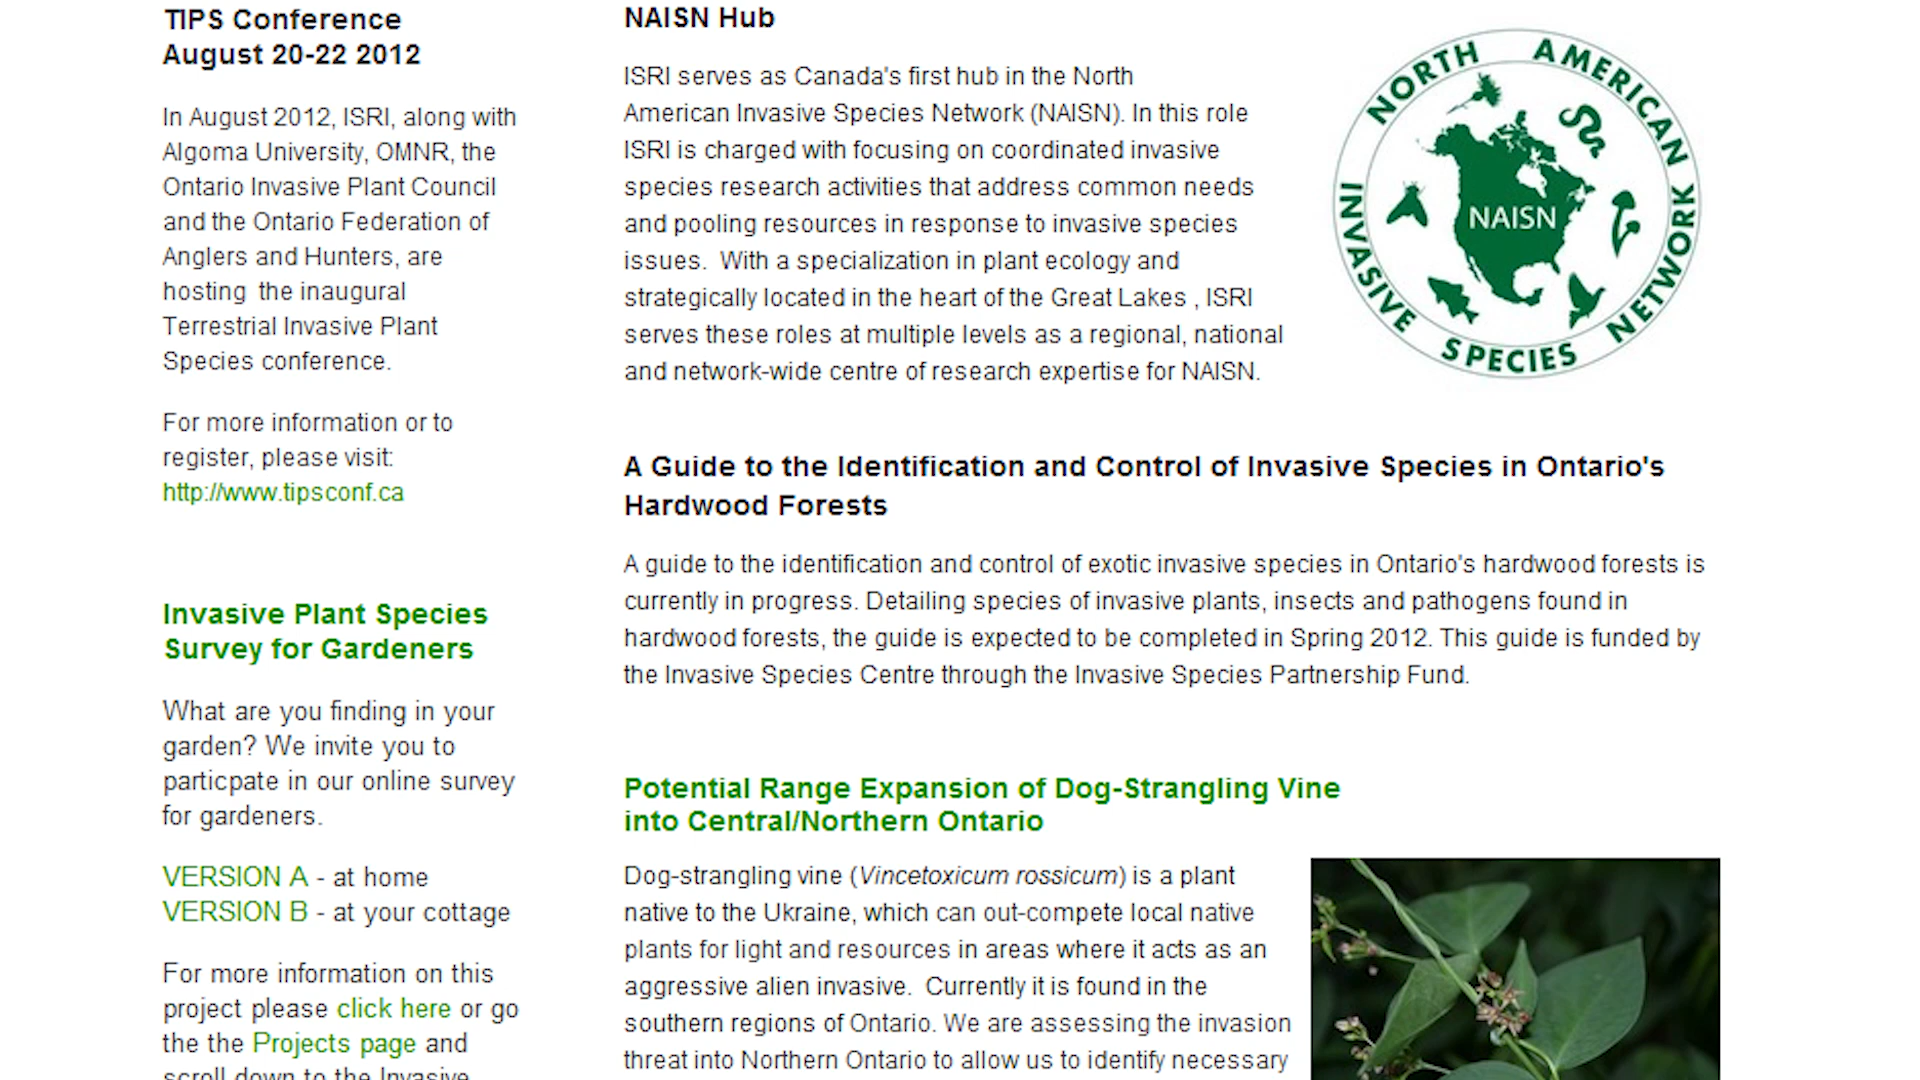 TIPS Conference
August 20-22 2012
In August 2012, ISRI, along with
Algoma University, OMNR, the
Ontario Invasive Plant Council
and the Ontario Federation of
Anglers and Hunters, are
hosting  the inaugural
Terrestrial Invasive Plant
Species conference.
For more information or to
register, please visit:
http://www.tipsconf.ca
Invasive Plant Species
Survey for Gardeners
What are you finding in your
garden? We invite you to
particpate in our online survey
for gardeners.
VERSION A - at home
VERSION B - at your cottage
For more information on this
project please click here or go
the the Projects page and
scroll down to the Invasive
NAISN Hub
ISRI serves as Canada's first hub in the North
American Invasive Species Network (NAISN). In this role
ISRI is charged with focusing on coordinated invasive
species research activities that address common needs
and pooling resources in response to invasive species
issues.  With a specialization in plant ecology and
strategically located in the heart of the Great Lakes , ISRI
serves these roles at multiple levels as a regional, national
and network-wide centre of research expertise for NAISN.
NORTH AMERICAN
INVASIVE SPECIES NETWORK
NAISN
A Guide to the Identification and Control of Invasive Species in Ontario's
Hardwood Forests
A guide to the identification and control of exotic invasive species in Ontario's hardwood forests is
currently in progress. Detailing species of invasive plants, insects and pathogens found in
hardwood forests, the guide is expected to be completed in Spring 2012. This guide is funded by
the Invasive Species Centre through the Invasive Species Partnership Fund.
Potential Range Expansion of Dog-Strangling Vine
into Central/Northern Ontario
Dog-strangling vine (Vincetoxicum rossicum) is a plant
native to the Ukraine, which can out-compete local native
plants for light and resources in areas where it acts as an
aggressive alien invasive.  Currently it is found in the
southern regions of Ontario. We are assessing the invasion
threat into Northern Ontario to allow us to identify necessary